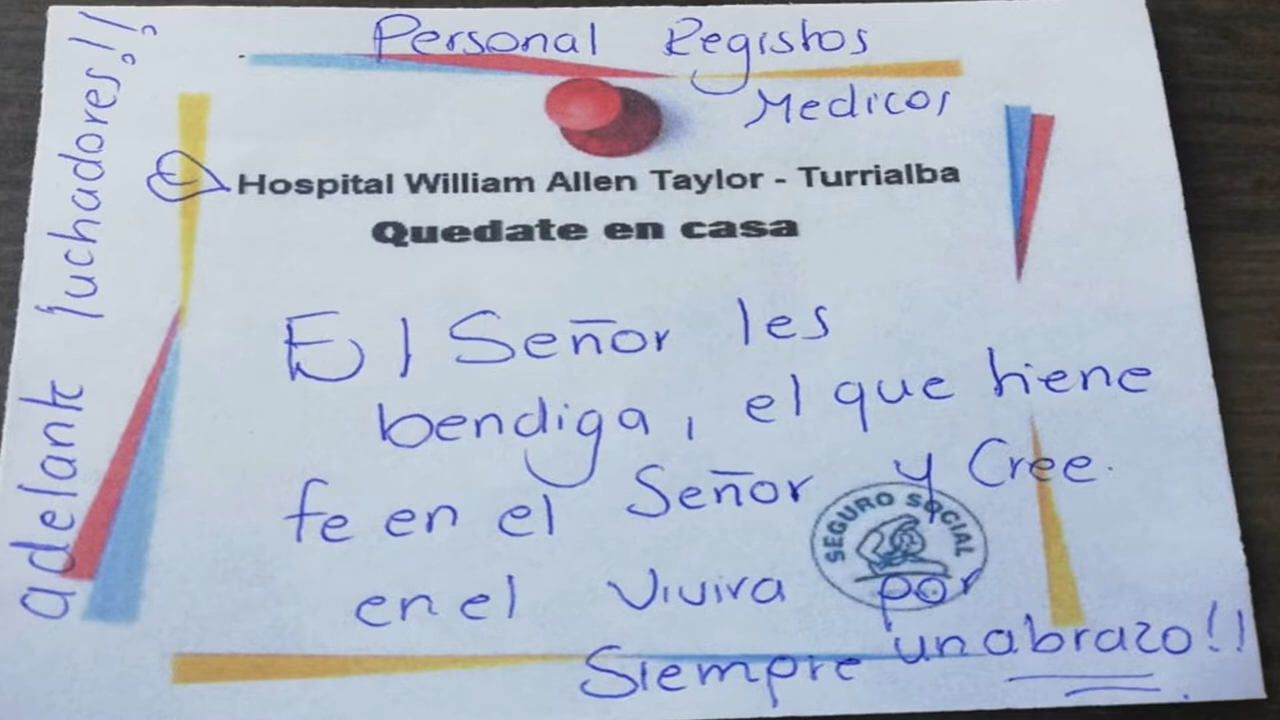 Personal Registos
Medicos
Hospital William Allen Taylor - Turrialba
Quedate en casa
El Señor les
bendiga, el que tiene
fe en el Señor y Cree.
en el Vivira por
Siempre un abrazo!!
SEGURO SOCIAL
adelante luchadores!!